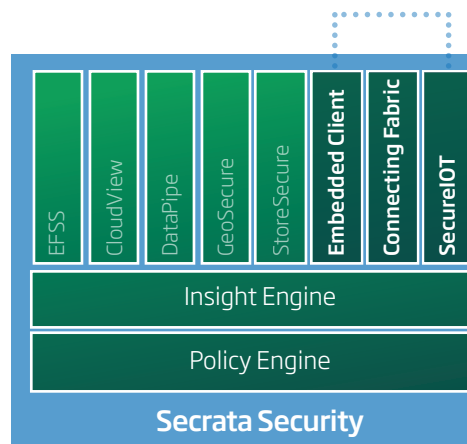 EFSS
CloudView
DataPipe
GeoSecure
StoreSecure
Embedded Client
Connecting Fabric
SecureIOT
Insight Engine
Policy Engine
Secrata Security